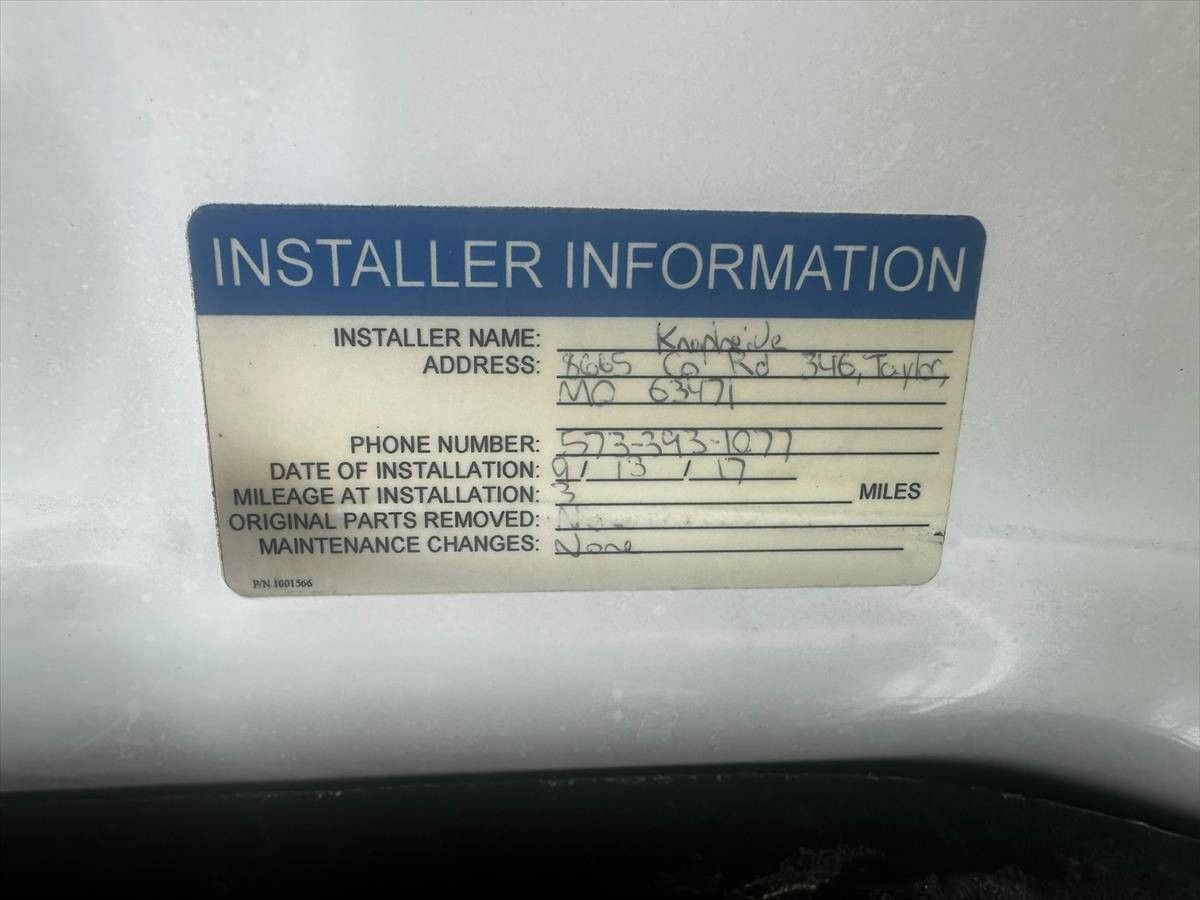 INSTALLER INFORMATION
INSTALLER NAME: Knapheide
ADDRESS: 8665 Co Rd 346, Taylor,
MO 63471
PHONE NUMBER: 573-393-1077
DATE OF INSTALLATION: 9/13/17
MILEAGE AT INSTALLATION: 3 MILES
ORIGINAL PARTS REMOVED:
MAINTENANCE CHANGES: None
P/N 1001566